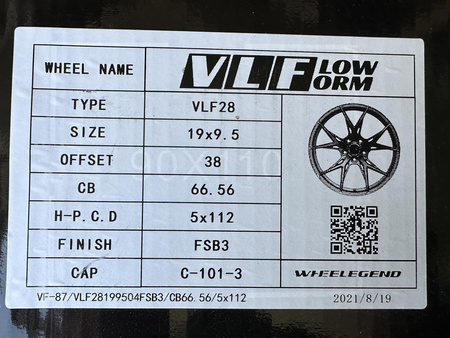 WHEEL NAME VLF LOW FORM
TYPE VLF28
SIZE 19x9.5
OFFSET 38
CB 66.56
H-P.C.D 5x112
FINISH FSB3
CAP C-101-3
WHEELEGEND
VF-87/VLF28199504FSB3/CB66.56/5x112 2021/8/19
90X110